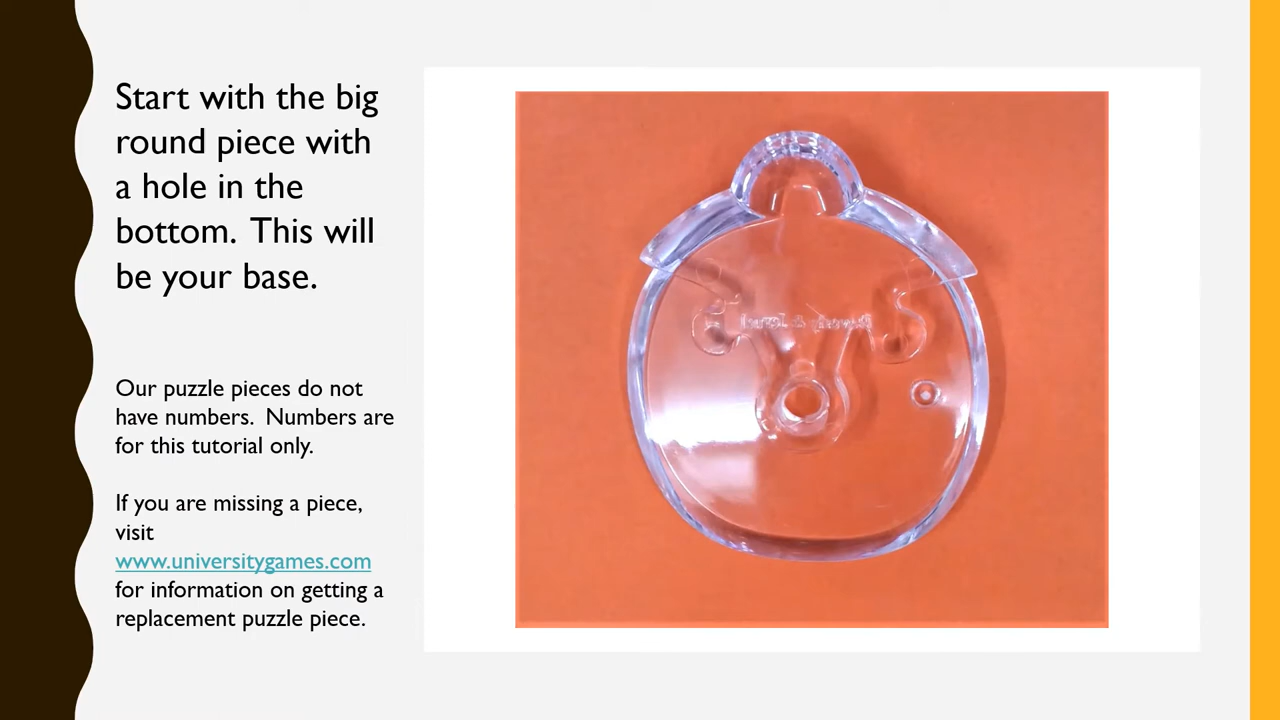 Start with the big
round piece with
a hole in the
bottom. This will
be your base.
Our puzzle pieces do not
have numbers. Numbers are
for this tutorial only.
If you are missing a piece,
visit
www.universitygames.com
for information on getting a
replacement puzzle piece.